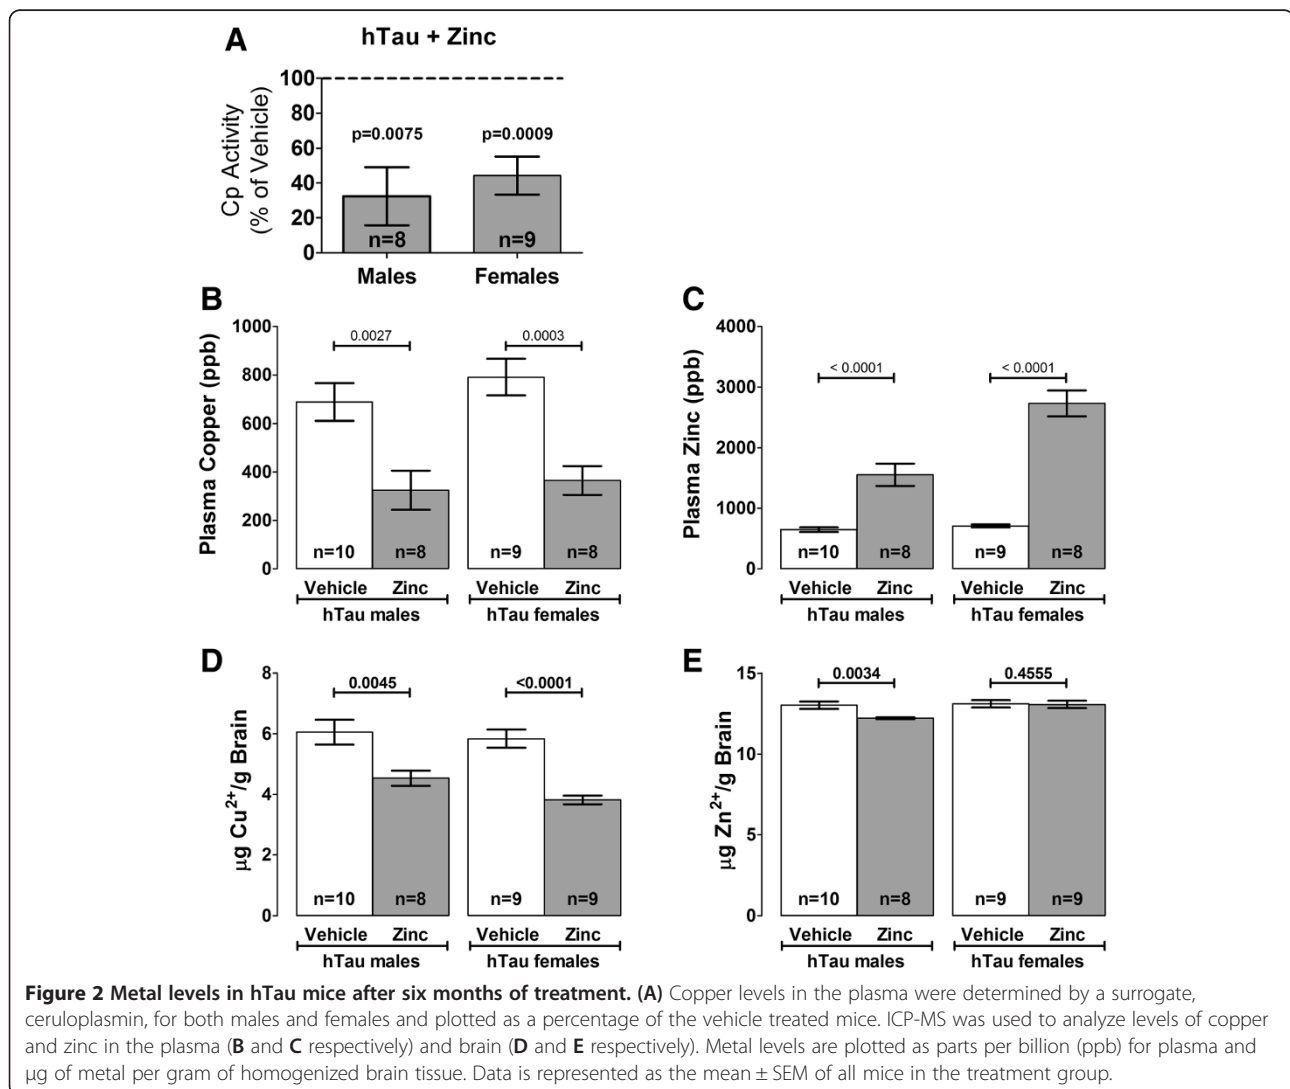 A
hTau + Zinc
Cp Activity
(% of Vehicle)
100
80
60
40
20
0
p=0.0075
p=0.0009
n=8
n=9
Males
Females
B
Plasma Copper (ppb)
1000
800
600
400
200
0
0.0027
0.0003
n=10
n=8
n=9
n=8
Vehicle
Zinc
Vehicle
Zinc
hTau males
hTau females
C
Plasma Zinc (ppb)
4000
3000
2000
1000
0
< 0.0001
< 0.0001
n=10
n=8
n=9
n=8
Vehicle
Zinc
Vehicle
Zinc
hTau males
hTau females
D
µg Cu²⁺/g Brain
8
6
4
2
0
0.0045
<0.0001
n=10
n=8
n=9
n=9
Vehicle
Zinc
Vehicle
Zinc
hTau males
hTau females
E
µg Zn²⁺/g Brain
15
10
5
0
0.0034
0.4555
n=10
n=8
n=9
n=9
Vehicle
Zinc
Vehicle
Zinc
hTau males
hTau females
Figure 2 Metal levels in hTau mice after six months of treatment. (A) Copper levels in the plasma were determined by a surrogate,
ceruloplasmin, for both males and females and plotted as a percentage of the vehicle treated mice. ICP-MS was used to analyze levels of copper
and zinc in the plasma (B and C respectively) and brain (D and E respectively). Metal levels are plotted as parts per billion (ppb) for plasma and
µg of metal per gram of homogenized brain tissue. Data is represented as the mean ± SEM of all mice in the treatment group.